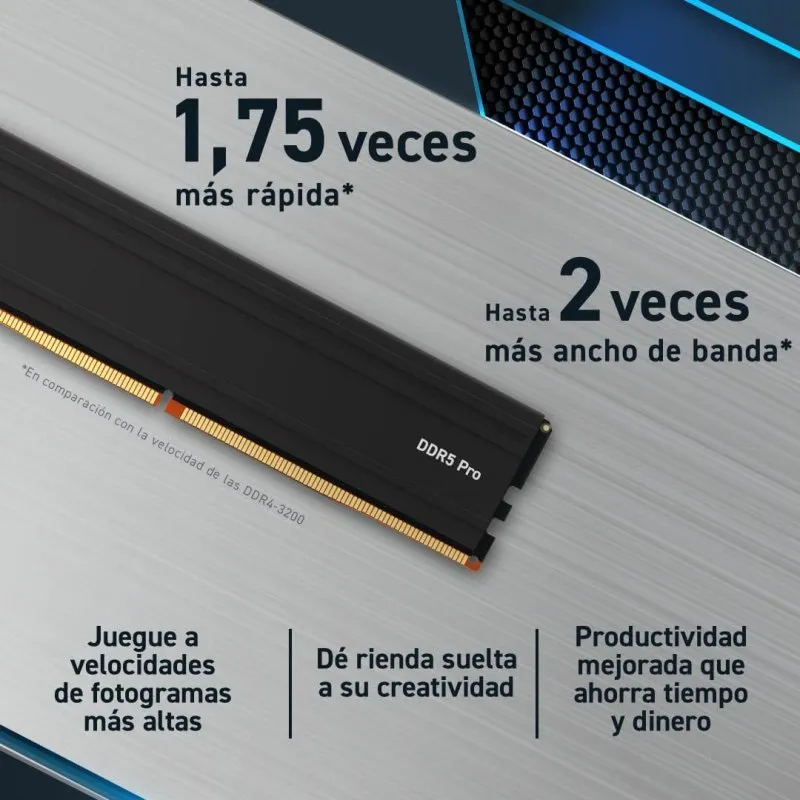 Hasta
1,75 veces
más rápida*
Hasta 2 veces
más ancho de banda*
*En comparación con la velocidad de las DDR4-3200
DDR5 Pro
Juegue a
velocidades
de fotogramas
más altas
Dé rienda suelta
a su creatividad
Productividad
mejorada que
ahorra tiempo
y dinero